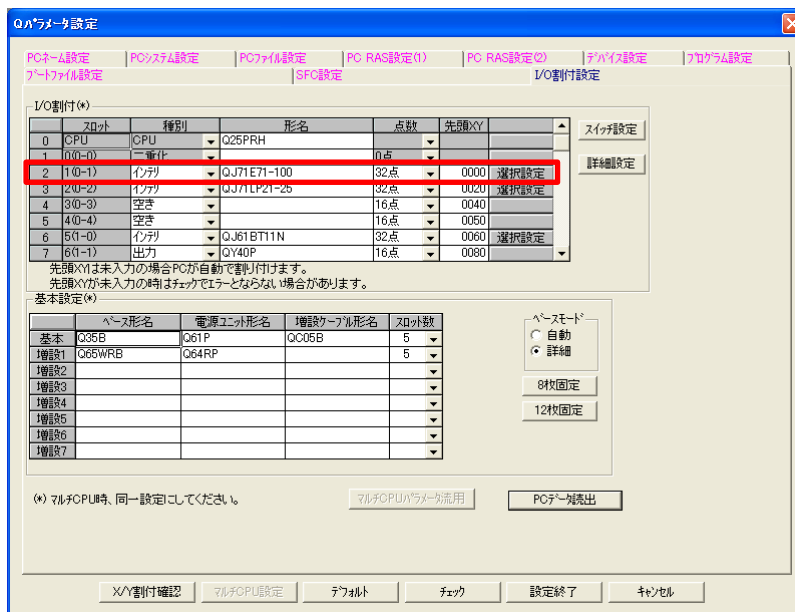 Qパラメータ設定
PCネーム設定 PCシステム設定 PCファイル設定 PC RAS設定(1) PC RAS設定(2) デバイス設定 プログラム設定
ブートファイル設定 SFC設定 I/O割付設定
I/O割付(*)
スロット 種別 形名 点数 先頭XY
0 CPU CPU Q25PRH
1 0(0-0) 二重化 0点
2 1(0-1) インテリ QJ71E71-100 32点 0000 選択設定
3 2(0-2) インテリ QJ71LP21-25 32点 0020 選択設定
4 3(0-3) 空き 16点 0040
5 4(0-4) 空き 16点 0050
6 5(1-0) インテリ QJ61BT11N 32点 0060 選択設定
7 6(1-1) 出力 QY40P 16点 0080
スイッチ設定
詳細設定
先頭XYは未入力の場合PCが自動で割り付けます。
先頭XYが未入力の時はチェックでエラーとならない場合があります。
基本設定(*)
ベース形名 電源ユニット形名 増設ケーブル形名 スロット数
基本 Q35B Q61P QC05B 5
増設1 Q65WRB Q64RP 5
増設2
増設3
増設4
増設5
増設6
増設7
ベースモード
自動
詳細
8枚固定
12枚固定
(*) マルチCPU時、同一設定にしてください。
マルチCPUパラメータ流用 PCデータ読出
X/Y割付確認 マルチCPU設定 デフォルト チェック 設定終了 キャンセル